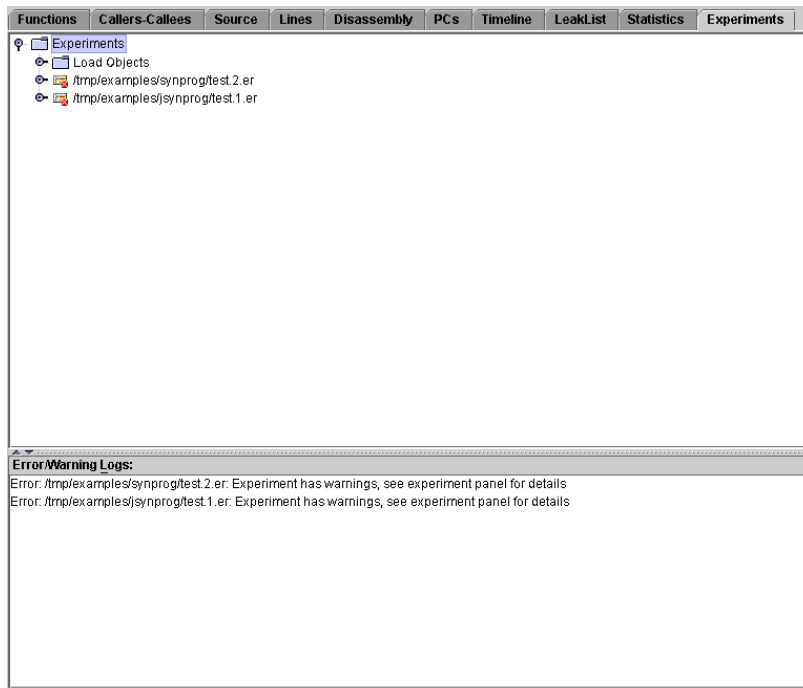 Functions Callers-Callees Source Lines Disassembly PCs Timeline LeakList Statistics Experiments
Experiments
Load Objects
/tmp/examples/synprog/test.2.er
/tmp/examples/jsynprog/test.1.er
Error/Warning Logs:
Error: /tmp/examples/synprog/test.2.er: Experiment has warnings, see experiment panel for details
Error: /tmp/examples/jsynprog/test.1.er: Experiment has warnings, see experiment panel for details